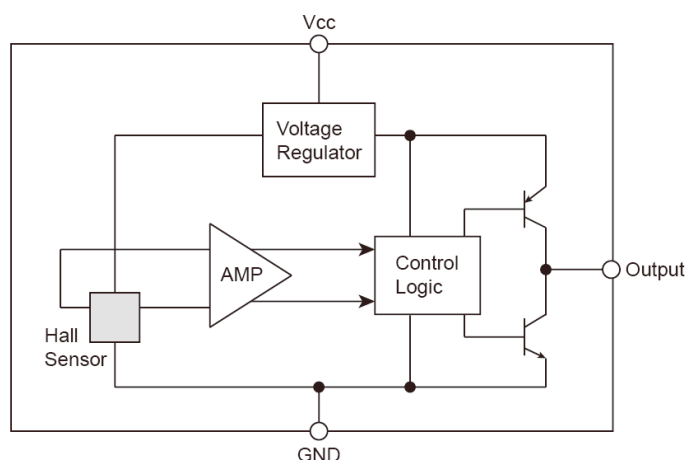 Vcc
Voltage
Regulator
AMP
Control
Logic
Output
Hall
Sensor
GND